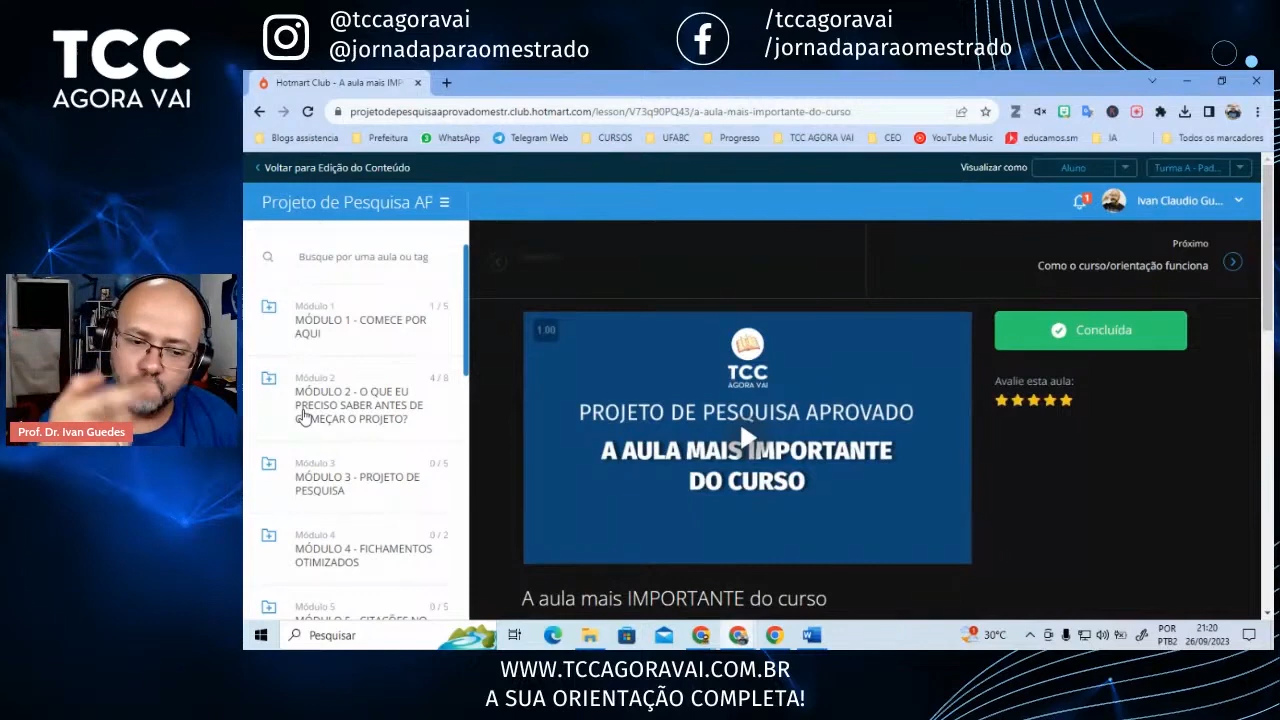 TCC
AGORA VAI
@tccagoravai
@jornadaparaomestrado
/tccagoravai
/jornadaparaomestrado
Hotmart Club - A aula mais IMP
projetodepesquisaaprovadomestr.club.hotmart.com/lesson/V73q90PQ43/a-aula-mais-importante-do-curso
Blogs assistencia
Prefeitura
WhatsApp
Telegram Web
CURSOS
UFABC
Progresso
TCC AGORA VAI
CEO
YouTube Music
educamos.sm
IA
Todos os marcadores
Voltar para Edição do Conteúdo
Visualizar como
Aluno
Turma A - Pad...
Projeto de Pesquisa AF
1
Ivan Claudio Gu...
Busque por uma aula ou tag
Módulo 1 1 / 5
MÓDULO 1 - COMECE POR
AQUI
Módulo 2 4 / 8
MÓDULO 2 - O QUE EU
PRECISO SABER ANTES DE
COMEÇAR O PROJETO?
Módulo 3 0 / 5
MÓDULO 3 - PROJETO DE
PESQUISA
Módulo 4 0 / 2
MÓDULO 4 - FICHAMENTOS
OTIMIZADOS
Módulo 5 0 / 5
MÓDULO 5 - CITAÇÕES NO
Próximo
Como o curso/orientação funciona
1.00
TCC
AGORA VAI
PROJETO DE PESQUISA APROVADO
A AULA MAIS IMPORTANTE
DO CURSO
Concluída
Avalie esta aula:
A aula mais IMPORTANTE do curso
Prof. Dr. Ivan Guedes
Pesquisar
30°C
POR
PTB2
21:20
26/09/2023
WWW.TCCAGORAVAI.COM.BR
A SUA ORIENTAÇÃO COMPLETA!